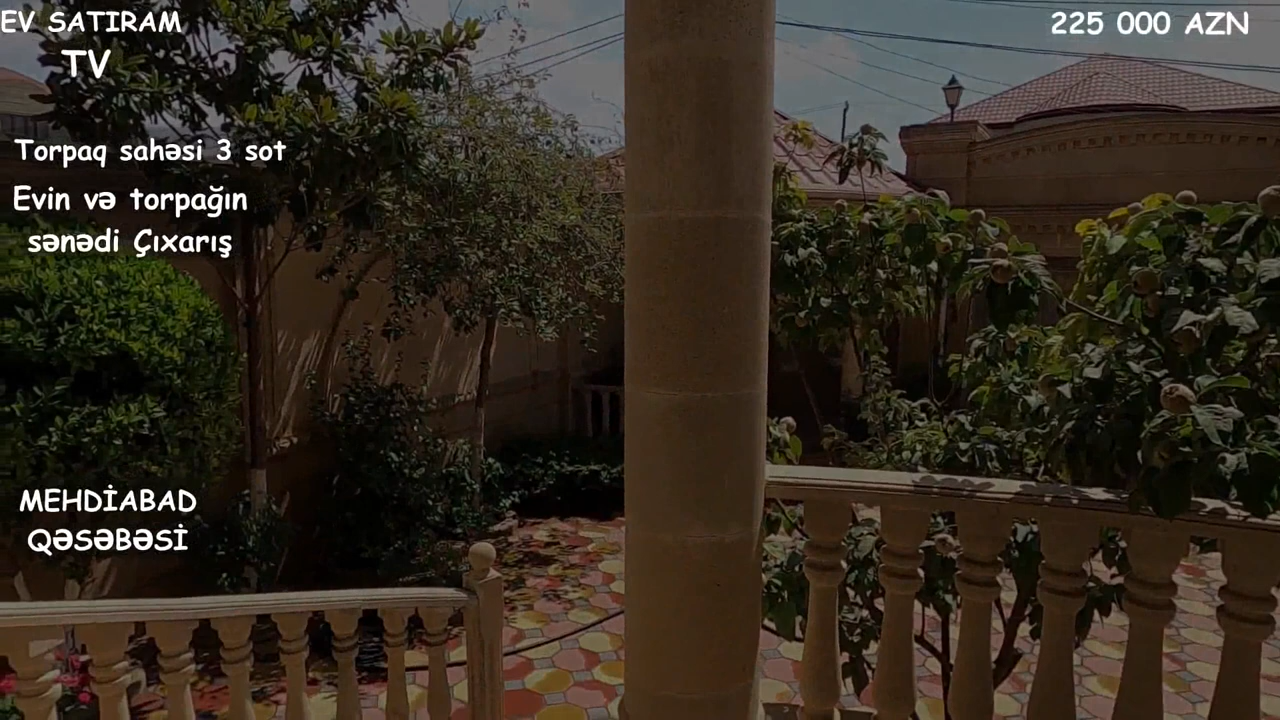 EV SATIRAM
TV
225 000 AZN
Torpaq sahəsi 3 sot
Evin və torpağın
sənədi Çıxarış
MEHDİABAD
QƏSƏBƏSİ